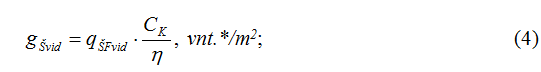 g_Švid = q_ŠFvid · C_K / η, vnt.*/m²; (4)